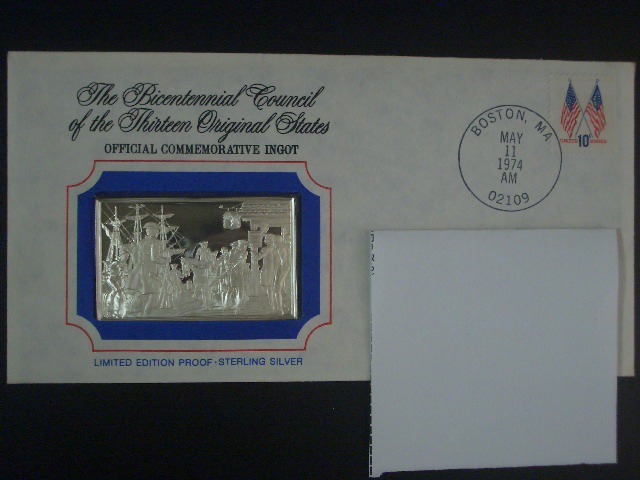 The Bicentennial Council
of the Thirteen Original States
OFFICIAL COMMEMORATIVE INGOT
LIMITED EDITION PROOF-STERLING SILVER
BOSTON, MA
MAY
11
1974
AM
02109
10¢